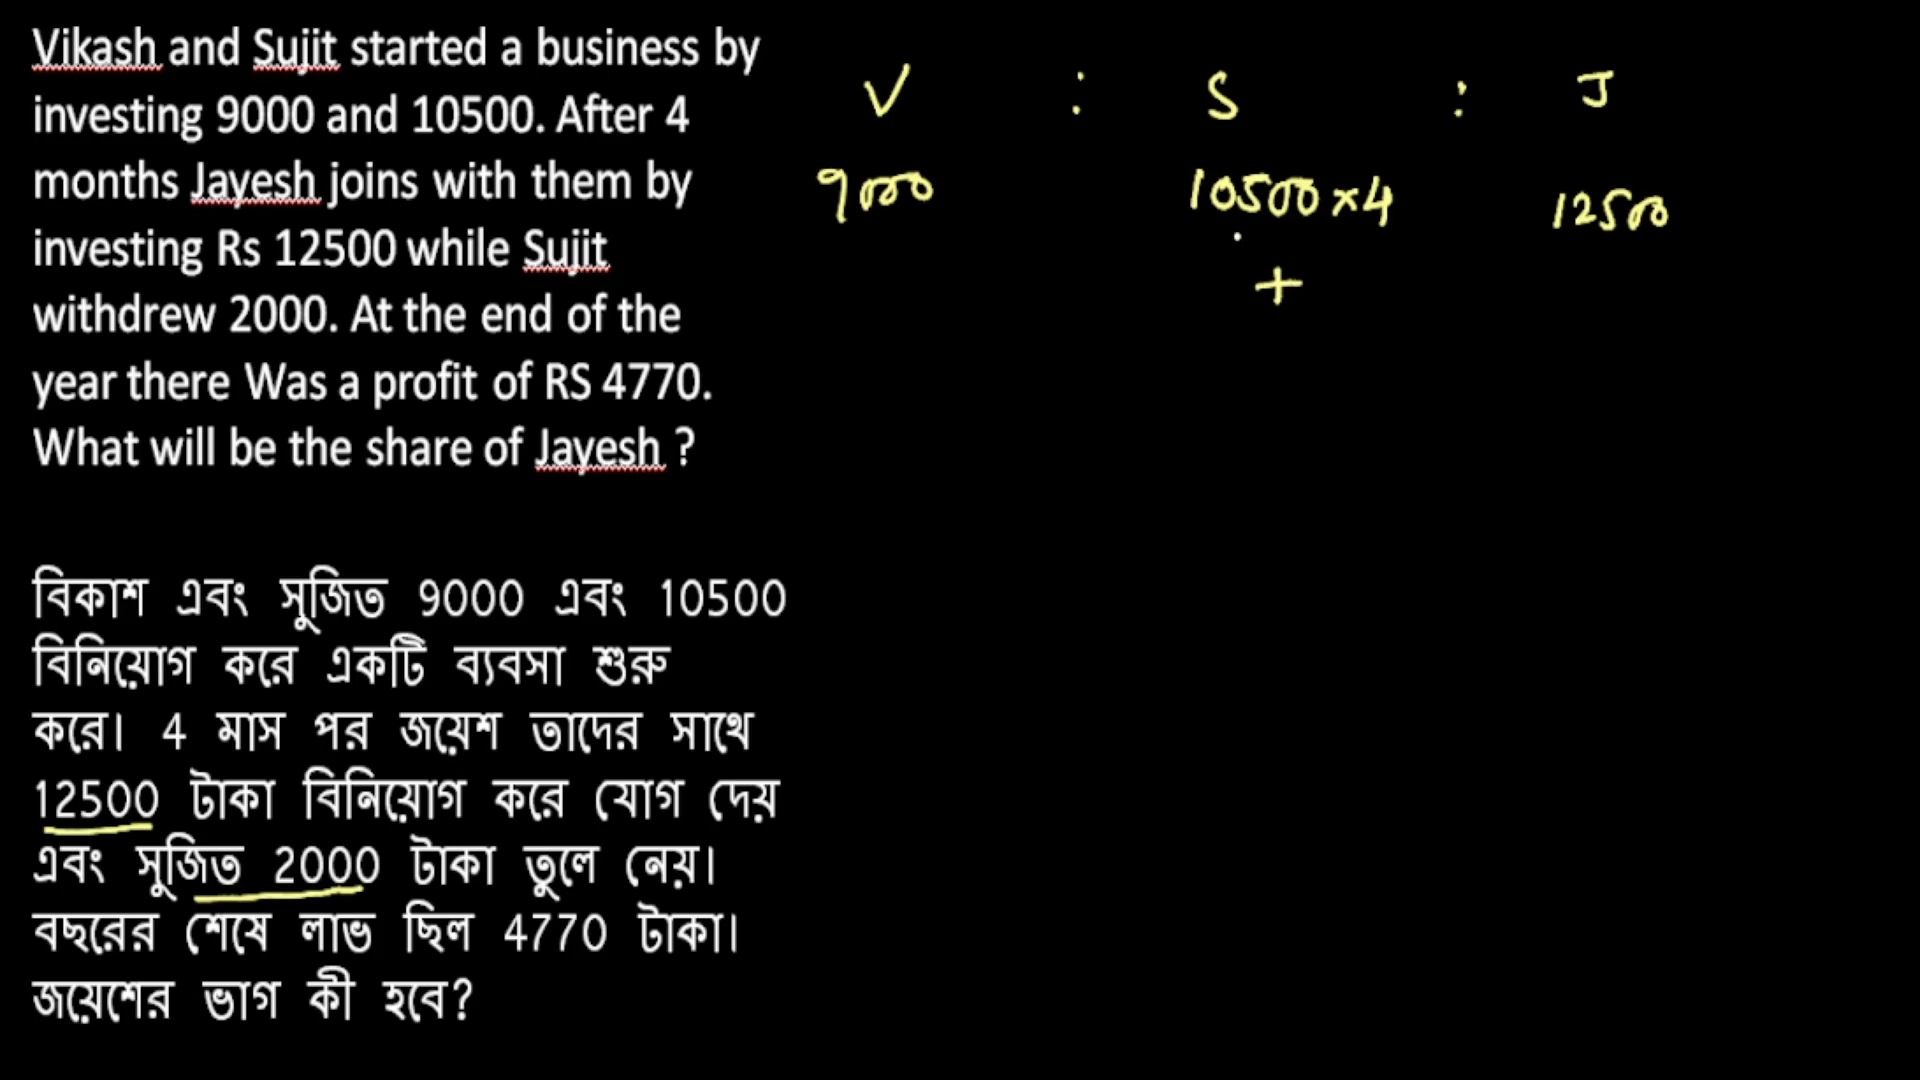 Vikash and Sujit started a business by
investing 9000 and 10500. After 4
months Jayesh joins with them by
investing Rs 12500 while Sujit
withdrew 2000. At the end of the
year there Was a profit of RS 4770.
What will be the share of Jayesh ?
বিকাশ এবং সুজিত 9000 এবং 10500
বিনিয়োগ করে একটি ব্যবসা শুরু
করে। 4 মাস পর জয়েশ তাদের সাথে
12500 টাকা বিনিয়োগ করে যোগ দেয়
এবং সুজিত 2000 টাকা তুলে নেয়।
বছরের শেষে লাভ ছিল 4770 টাকা।
জয়েশের ভাগ কী হবে?
V : S : J
9000 10500×4 12500
+